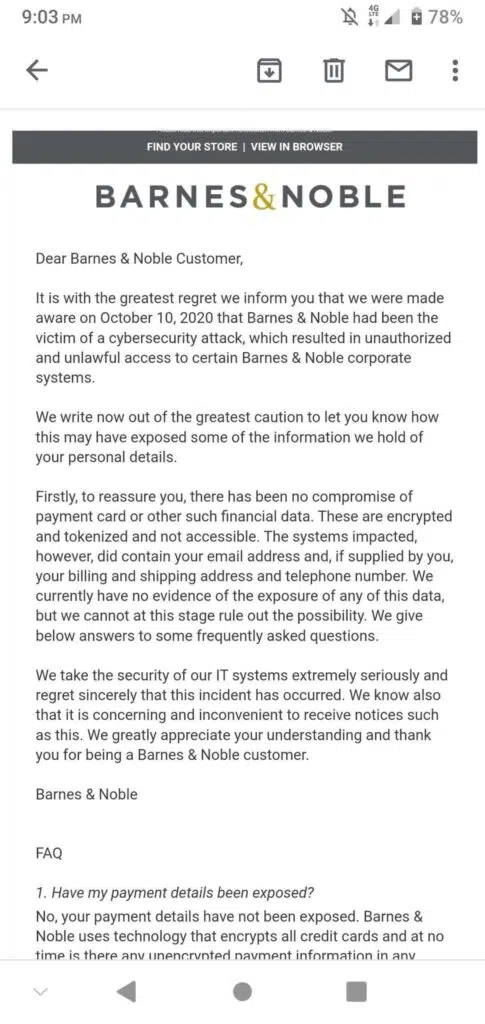 9:03 PM 4G LTE 78%
FIND YOUR STORE | VIEW IN BROWSER
BARNES&NOBLE
Dear Barnes & Noble Customer,
It is with the greatest regret we inform you that we were made
aware on October 10, 2020 that Barnes & Noble had been the
victim of a cybersecurity attack, which resulted in unauthorized
and unlawful access to certain Barnes & Noble corporate
systems.
We write now out of the greatest caution to let you know how
this may have exposed some of the information we hold of
your personal details.
Firstly, to reassure you, there has been no compromise of
payment card or other such financial data. These are encrypted
and tokenized and not accessible. The systems impacted,
however, did contain your email address and, if supplied by you,
your billing and shipping address and telephone number. We
currently have no evidence of the exposure of any of this data,
but we cannot at this stage rule out the possibility. We give
below answers to some frequently asked questions.
We take the security of our IT systems extremely seriously and
regret sincerely that this incident has occurred. We know also
that it is concerning and inconvenient to receive notices such
as this. We greatly appreciate your understanding and thank
you for being a Barnes & Noble customer.
Barnes & Noble
FAQ
1. Have my payment details been exposed?
No, your payment details have not been exposed. Barnes &
Noble uses technology that encrypts all credit cards and at no
time is there any unencrypted payment information in any